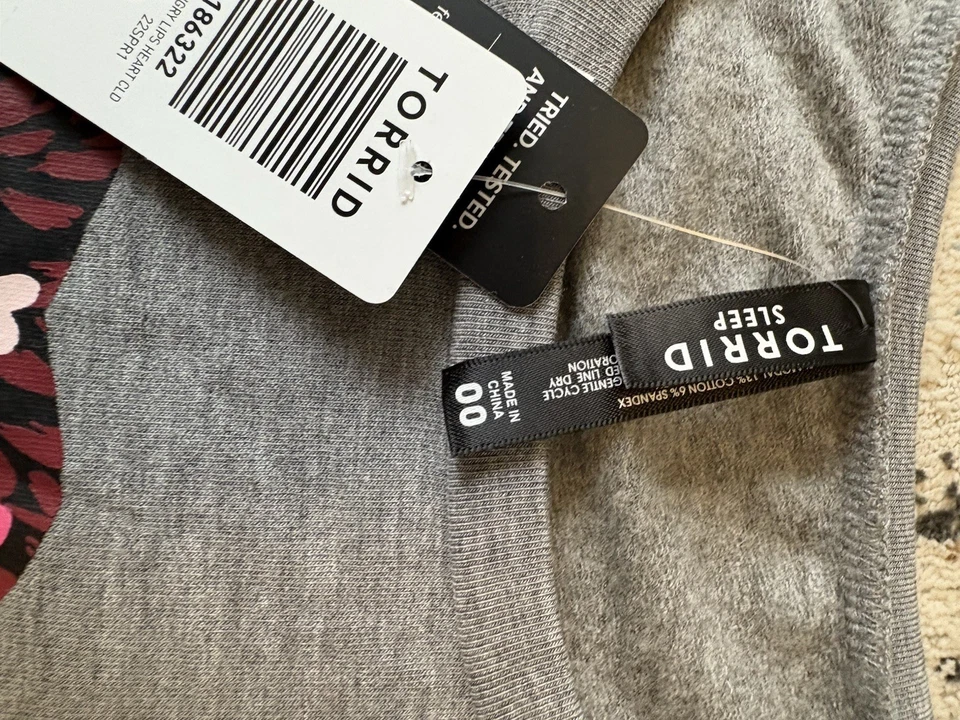 TORRID
186322
LIPS HEART CLD
22SPR1
TRIED. TESTED.
TORRID
SLEEP
13% COTTON 6% SPANDEX
GENTLE CYCLE
LINE DRY
MADE IN
CHINA
00